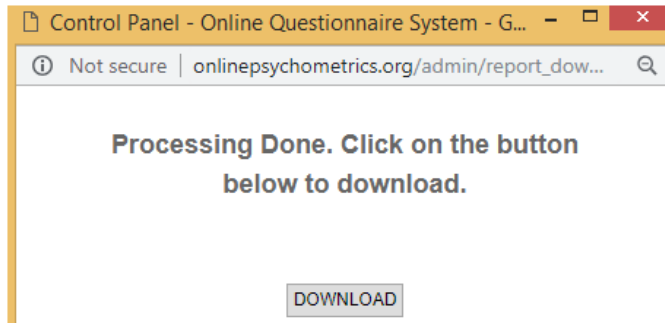 Control Panel - Online Questionnaire System - G...
Not secure | onlinepsychometrics.org/admin/report_dow...
Processing Done. Click on the button
below to download.
DOWNLOAD